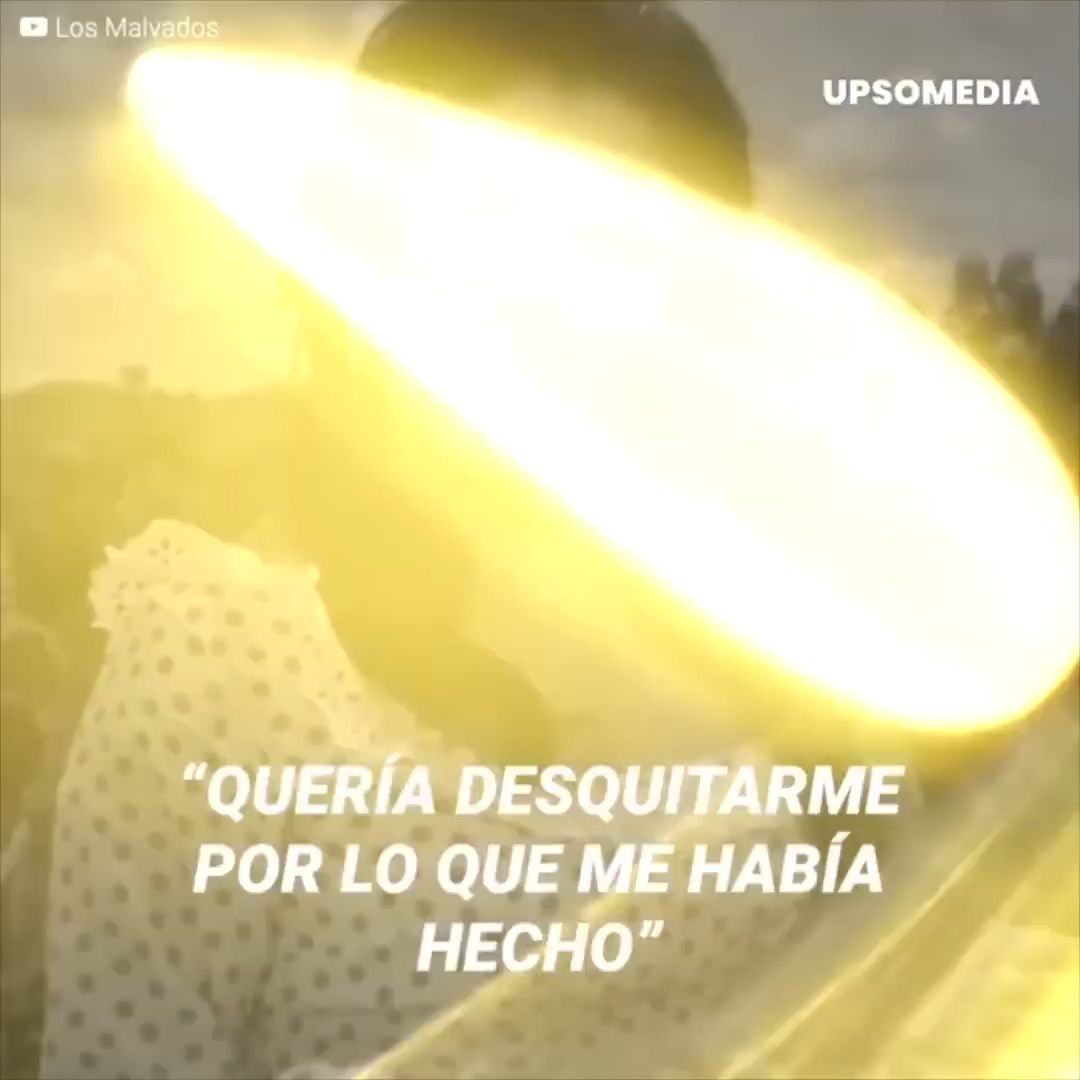 Los Malvados
UPSOMEDIA
“QUERÍA DESQUITARME
POR LO QUE ME HABÍA
HECHO”